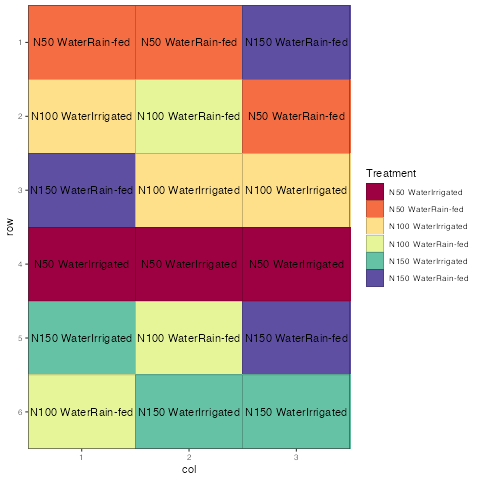 1 N50 WaterRain-fed N50 WaterRain-fed N150 WaterRain-fed
2 N100 WaterIrrigated N100 WaterRain-fed N50 WaterRain-fed
3 N150 WaterRain-fed N100 WaterIrrigated N100 WaterIrrigated
4 N50 WaterIrrigated N50 WaterIrrigated N50 WaterIrrigated
5 N150 WaterIrrigated N100 WaterRain-fed N150 WaterRain-fed
6 N100 WaterRain-fed N150 WaterIrrigated N150 WaterIrrigated
row
1 2 3
col
Treatment
N50 WaterIrrigated
N50 WaterRain-fed
N100 WaterIrrigated
N100 WaterRain-fed
N150 WaterIrrigated
N150 WaterRain-fed